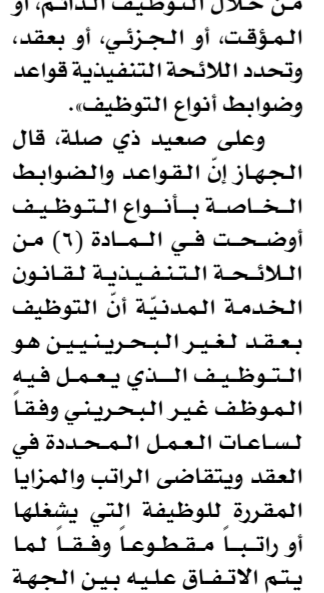 من خلال التوظيف الدائم، أو
المؤقت، أو الجزئي، أو بعقد،
وتحدد اللائحة التنفيذية قواعد
وضوابط أنواع التوظيف».
وعلى صعيد ذي صلة، قال
الجهاز إنّ القواعد والضوابط
الخاصة بأنواع التوظيف
أوضحت في المادة (٦) من
اللائحة التنفيذية لقانون
الخدمة المدنيّة أنّ التوظيف
بعقد لغير البحرينيين هو
التوظيف الذي يعمل فيه
الموظف غير البحريني وفقاً
لساعات العمل المحددة في
العقد ويتقاضى الراتب والمزايا
المقررة للوظيفة التي يشغلها
أو راتباً مقطوعاً وفقاً لما
يتم الاتفاق عليه بين الجهة